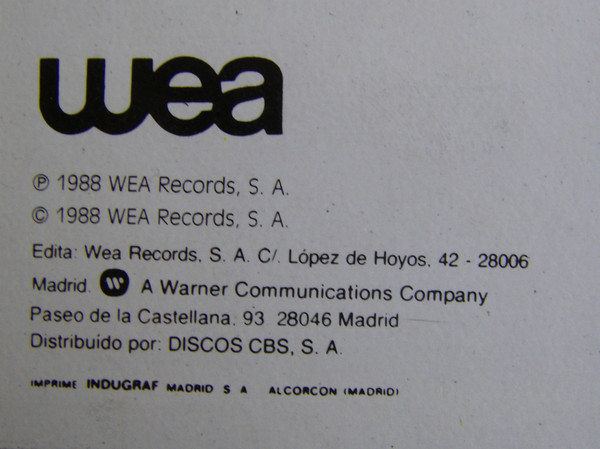 wea
℗ 1988 WEA Records, S. A.
© 1988 WEA Records, S. A.
Edita: Wea Records, S. A. C/. López de Hoyos, 42 - 28006
Madrid. W A Warner Communications Company
Paseo de la Castellana, 93 28046 Madrid
Distribuído por: DISCOS CBS, S. A.
IMPRIME INDUGRAF MADRID S A ALCORCON (MADRID)